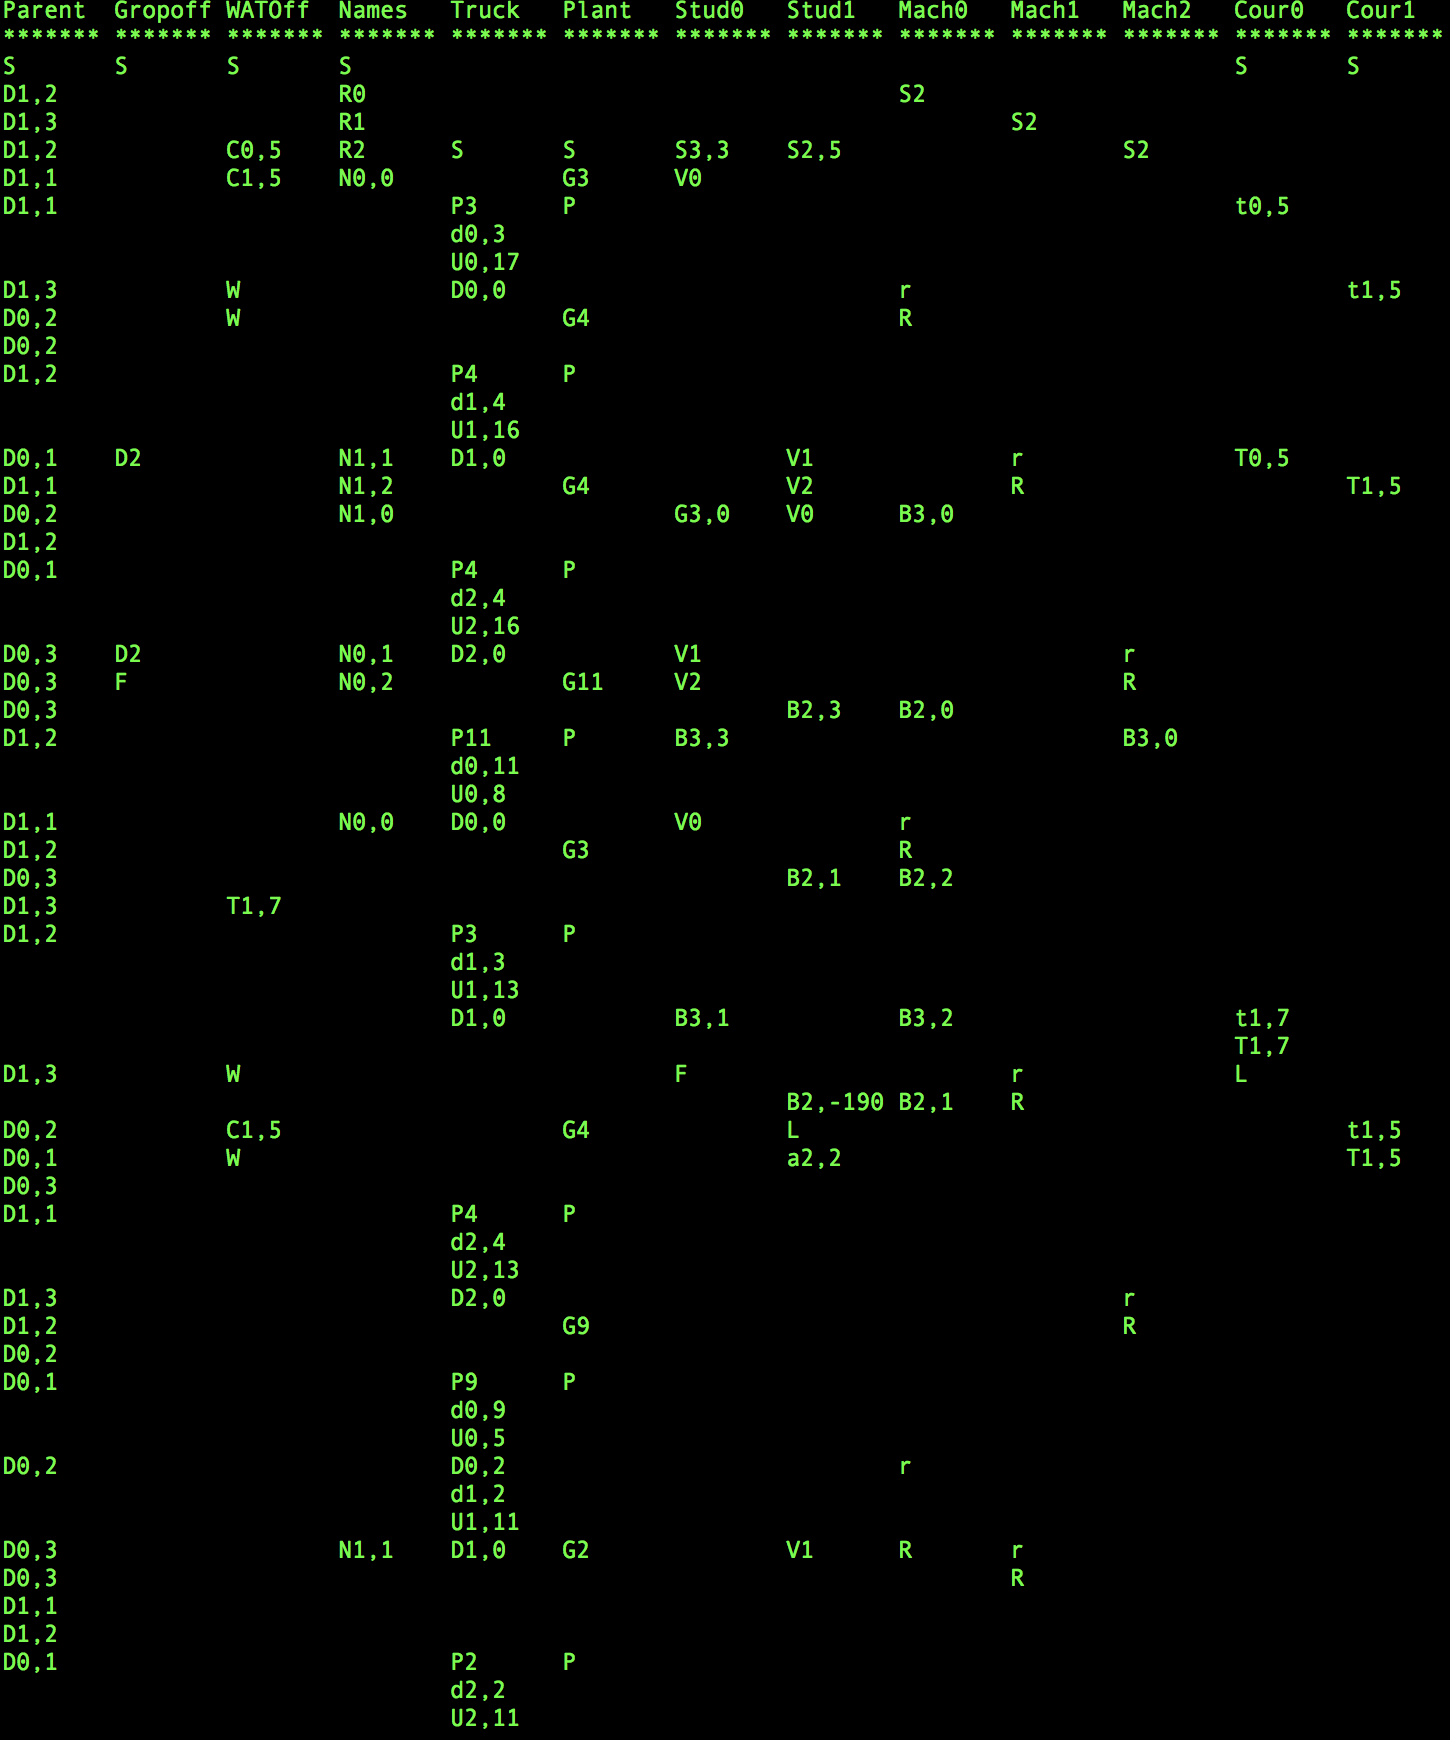 Parent Gropoff WATOff Names Truck Plant Stud0 Stud1 Mach0 Mach1 Mach2 Cour0 Cour1
******* ******* ******* ******* ******* ******* ******* ******* ******* ******* ******* ******* *******
S S S S S S
D1,2 R0 S2
D1,3 R1 S2
D1,2 C0,5 R2 S S S3,3 S2,5 S2
D1,1 C1,5 N0,0 G3 V0
D1,1 P3 P t0,5
d0,3
U0,17
D1,3 W D0,0 r t1,5
D0,2 W G4 R
D0,2
D1,2 P4 P
d1,4
U1,16
D0,1 D2 N1,1 D1,0 V1 r T0,5
D1,1 N1,2 G4 V2 R T1,5
D0,2 N1,0 G3,0 V0 B3,0
D1,2
D0,1 P4 P
d2,4
U2,16
D0,3 D2 N0,1 D2,0 V1 r
D0,3 F N0,2 G11 V2 R
D0,3 B2,3 B2,0
D1,2 P11 P B3,3 B3,0
d0,11
U0,8
D1,1 N0,0 D0,0 V0 r
D1,2 G3 R
D0,3 B2,1 B2,2
D1,3 T1,7
D1,2 P3 P
d1,3
U1,13
D1,0 B3,1 B3,2 t1,7
T1,7
D1,3 W F r L
B2,-190 B2,1 R
D0,2 C1,5 G4 L t1,5
D0,1 W a2,2 T1,5
D0,3
D1,1 P4 P
d2,4
U2,13
D1,3 D2,0 r
D1,2 G9 R
D0,2
D0,1 P9 P
d0,9
U0,5
D0,2 D0,2 r
d1,2
U1,11
D0,3 N1,1 D1,0 G2 V1 R r
D0,3 R
D1,1
D1,2
D0,1 P2 P
d2,2
U2,11